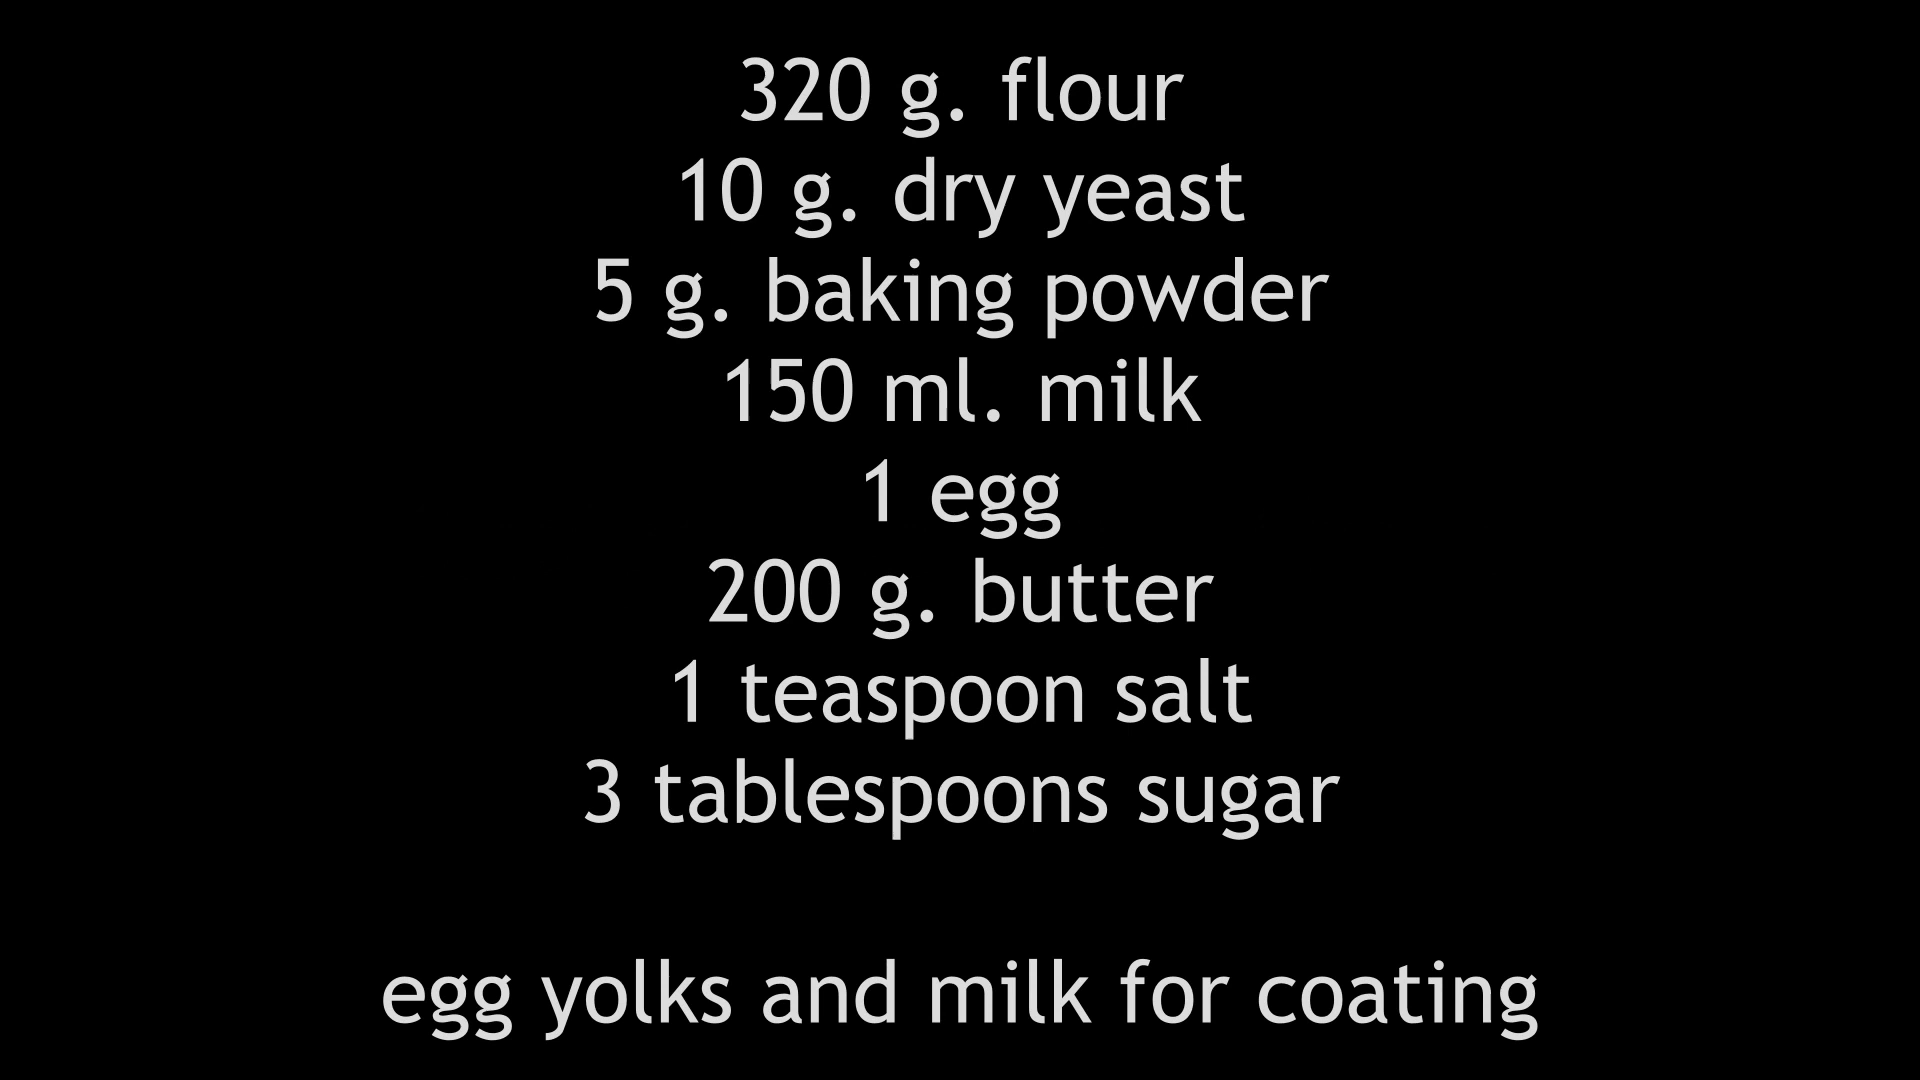 320 g. flour
10 g. dry yeast
5 g. baking powder
150 ml. milk
1 egg
200 g. butter
1 teaspoon salt
3 tablespoons sugar
egg yolks and milk for coating